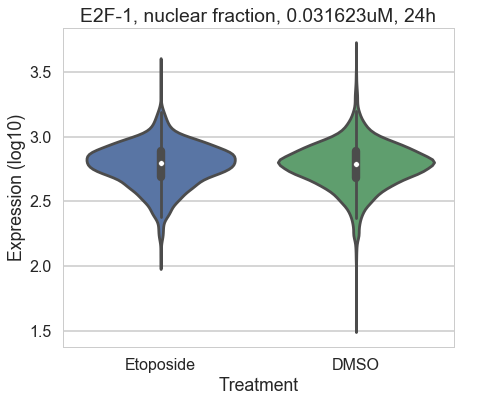 E2F-1, nuclear fraction, 0.031623uM, 24h
Expression (log10)
3.5
3.0
2.5
2.0
1.5
Etoposide DMSO
Treatment